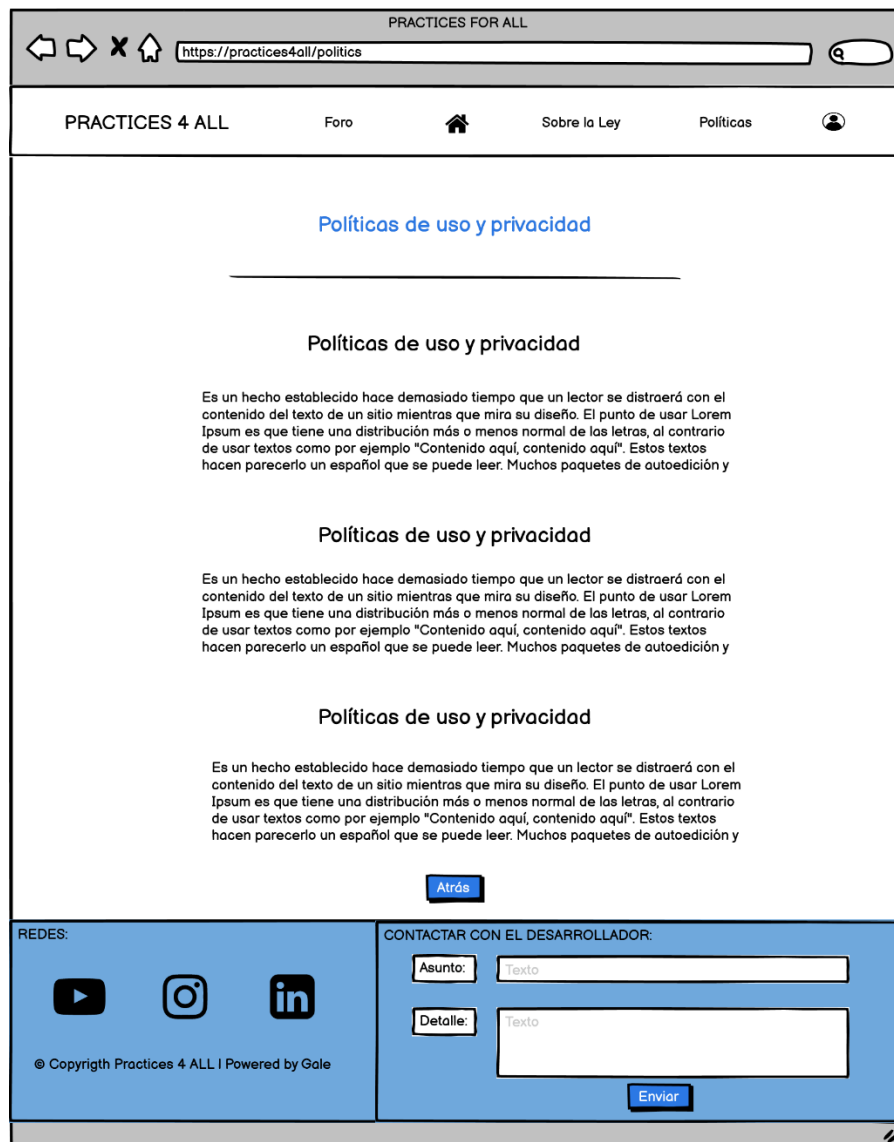 PRACTICES FOR ALL
https://practices4all/politics
PRACTICES 4 ALL
Foro
Sobre la Ley
Políticas
Políticas de uso y privacidad
Políticas de uso y privacidad
Es un hecho establecido hace demasiado tiempo que un lector se distraerá con el
contenido del texto de un sitio mientras que mira su diseño. El punto de usar Lorem
Ipsum es que tiene una distribución más o menos normal de las letras, al contrario
de usar textos como por ejemplo "Contenido aquí, contenido aquí". Estos textos
hacen parecerlo un español que se puede leer. Muchos paquetes de autoedición y
Políticas de uso y privacidad
Es un hecho establecido hace demasiado tiempo que un lector se distraerá con el
contenido del texto de un sitio mientras que mira su diseño. El punto de usar Lorem
Ipsum es que tiene una distribución más o menos normal de las letras, al contrario
de usar textos como por ejemplo "Contenido aquí, contenido aquí". Estos textos
hacen parecerlo un español que se puede leer. Muchos paquetes de autoedición y
Políticas de uso y privacidad
Es un hecho establecido hace demasiado tiempo que un lector se distraerá con el
contenido del texto de un sitio mientras que mira su diseño. El punto de usar Lorem
Ipsum es que tiene una distribución más o menos normal de las letras, al contrario
de usar textos como por ejemplo "Contenido aquí, contenido aquí". Estos textos
hacen parecerlo un español que se puede leer. Muchos paquetes de autoedición y
Atrás
REDES:
in
© Copyrigth Practices 4 ALL | Powered by Gale
CONTACTAR CON EL DESARROLLADOR:
Asunto:
Texto
Detalle:
Texto
Enviar